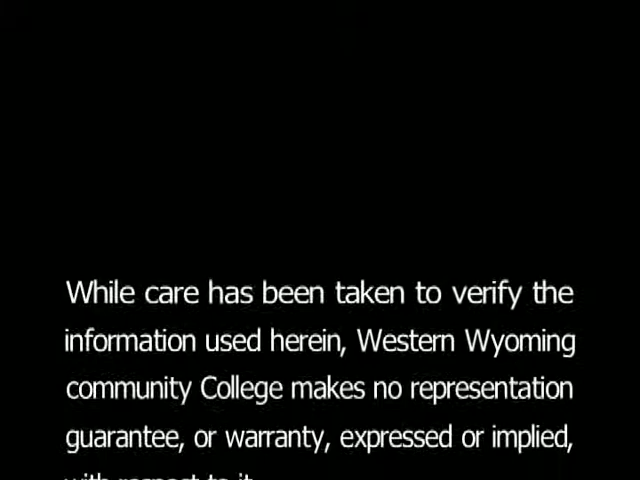 While care has been taken to verify the
information used herein, Western Wyoming
community College makes no representation
guarantee, or warranty, expressed or implied,
with respect to it